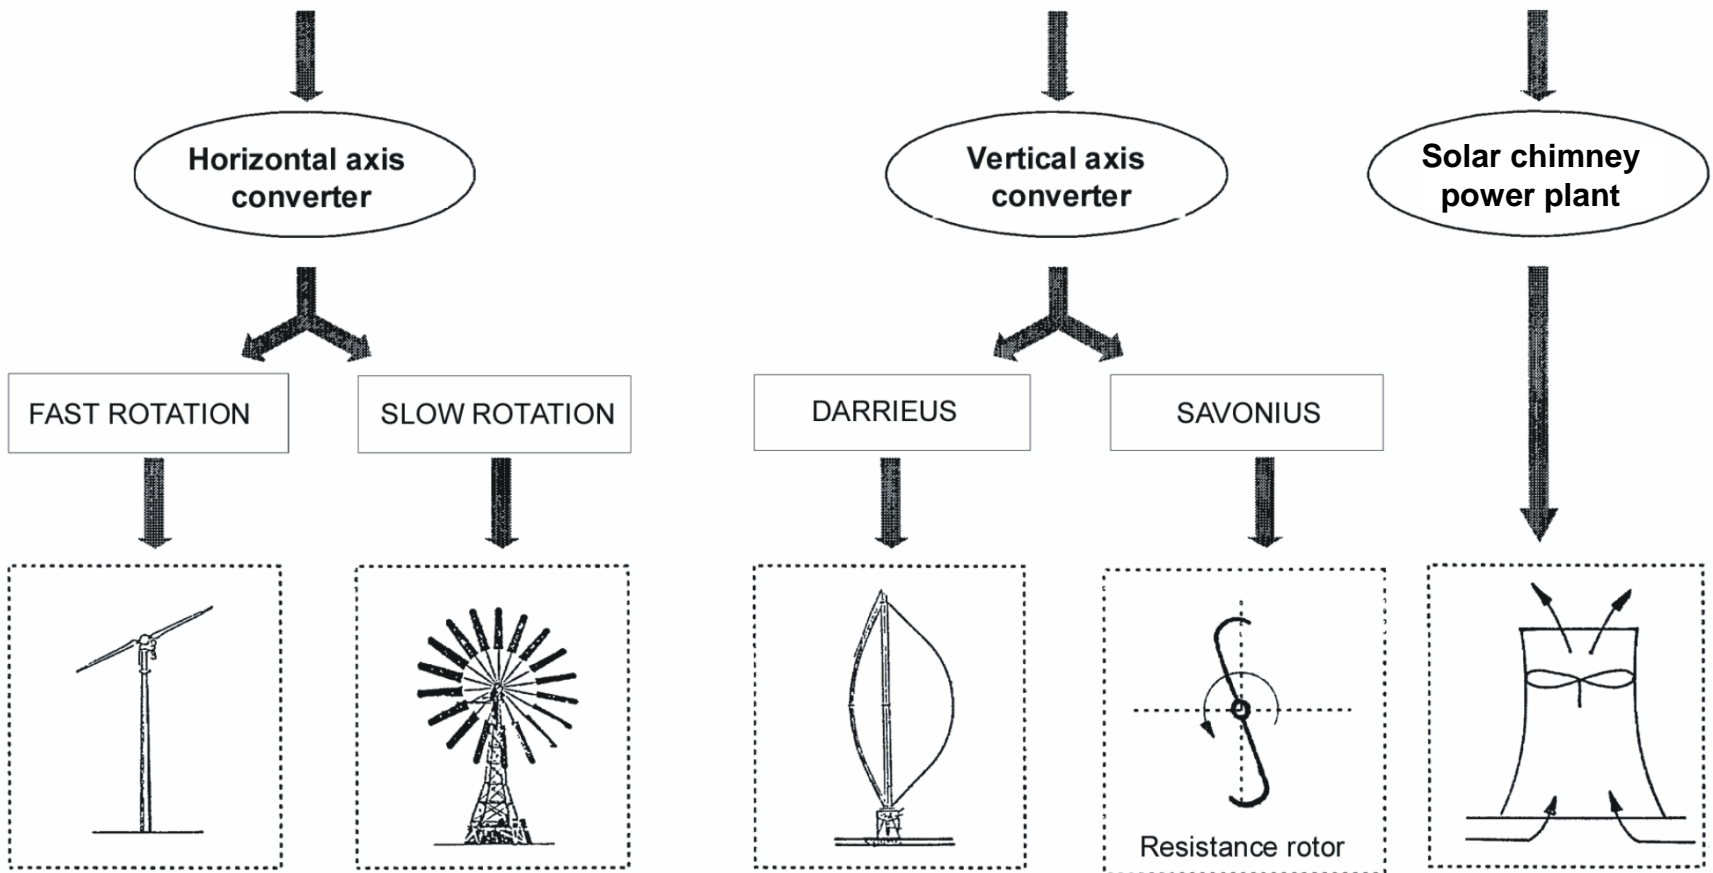 Horizontal axis
converter
Vertical axis
converter
Solar chimney
power plant
FAST ROTATION
SLOW ROTATION
DARRIEUS
SAVONIUS
Resistance rotor